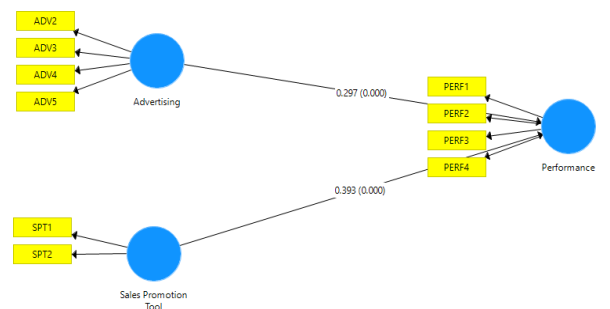 ADV2
ADV3
ADV4
ADV5
Advertising
0.297 (0.000)
PERF1
PERF2
PERF3
PERF4
Performance
0.393 (0.000)
SPT1
SPT2
Sales Promotion
Tool